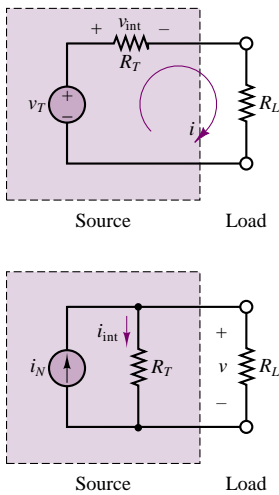 + v_int −
R_T
v_T
+
−
i
R_L
Source Load
i_N
i_int
R_T
+
v
−
R_L
Source Load